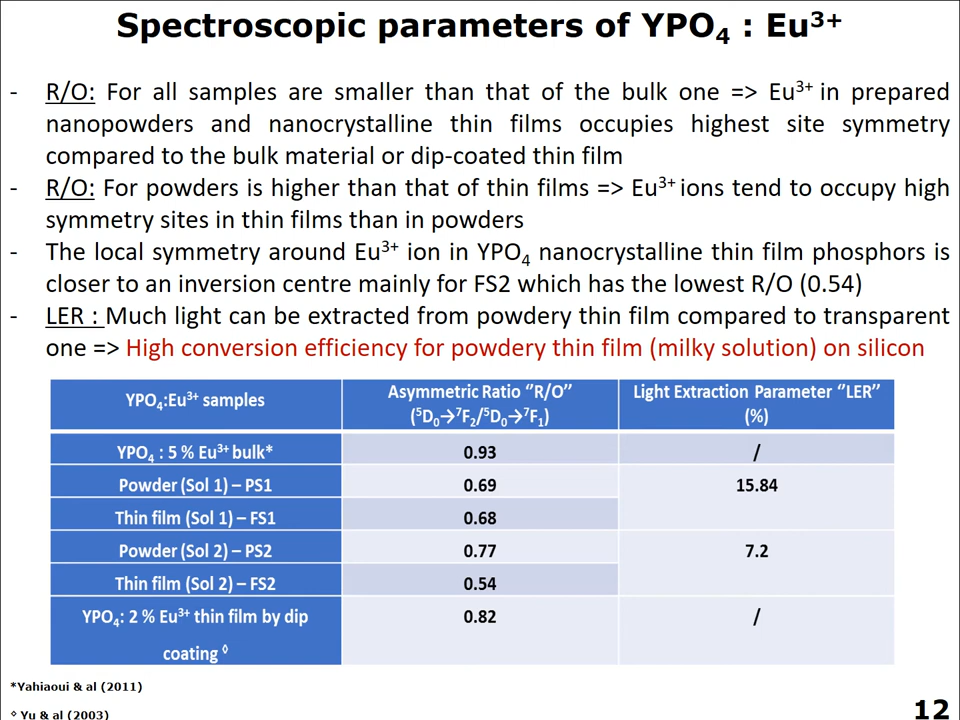 Spectroscopic parameters of YPO₄ : Eu³⁺
- R/O: For all samples are smaller than that of the bulk one => Eu³⁺ in prepared
nanopowders and nanocrystalline thin films occupies highest site symmetry
compared to the bulk material or dip-coated thin film
- R/O: For powders is higher than that of thin films => Eu³⁺ ions tend to occupy high
symmetry sites in thin films than in powders
- The local symmetry around Eu³⁺ ion in YPO₄ nanocrystalline thin film phosphors is
closer to an inversion centre mainly for FS2 which has the lowest R/O (0.54)
- LER : Much light can be extracted from powdery thin film compared to transparent
one => High conversion efficiency for powdery thin film (milky solution) on silicon
YPO₄:Eu³⁺ samples
Asymmetric Ratio ‘’R/O’’
(⁵D₀→⁷F₂/⁵D₀→⁷F₁)
Light Extraction Parameter ‘’LER’’
(%)
YPO₄ : 5 % Eu³⁺ bulk* 0.93 /
Powder (Sol 1) – PS1 0.69 15.84
Thin film (Sol 1) – FS1 0.68
Powder (Sol 2) – PS2 0.77 7.2
Thin film (Sol 2) – FS2 0.54
YPO₄: 2 % Eu³⁺ thin film by dip 0.82 /
coating ◊
*Yahiaoui & al (2011)
◊ Yu & al (2003)
12